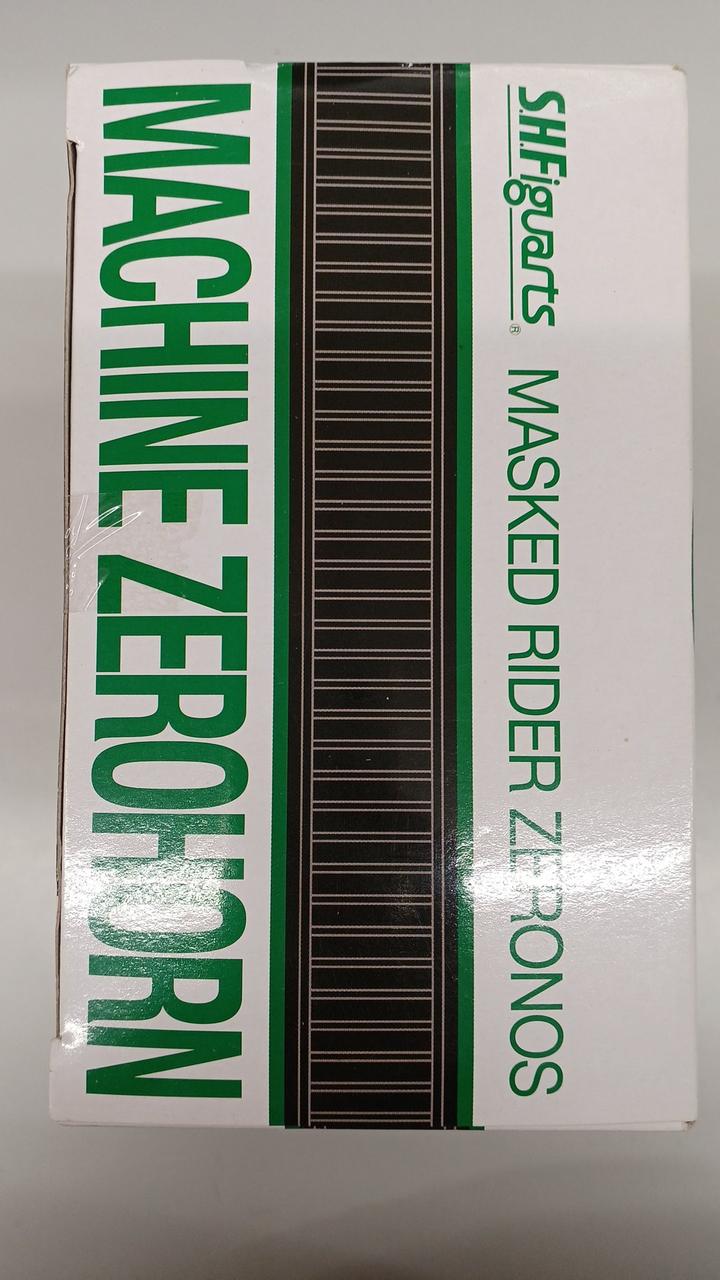 S.H.Figuarts® MASKED RIDER ZERONOS
MACHINE ZEROHORN